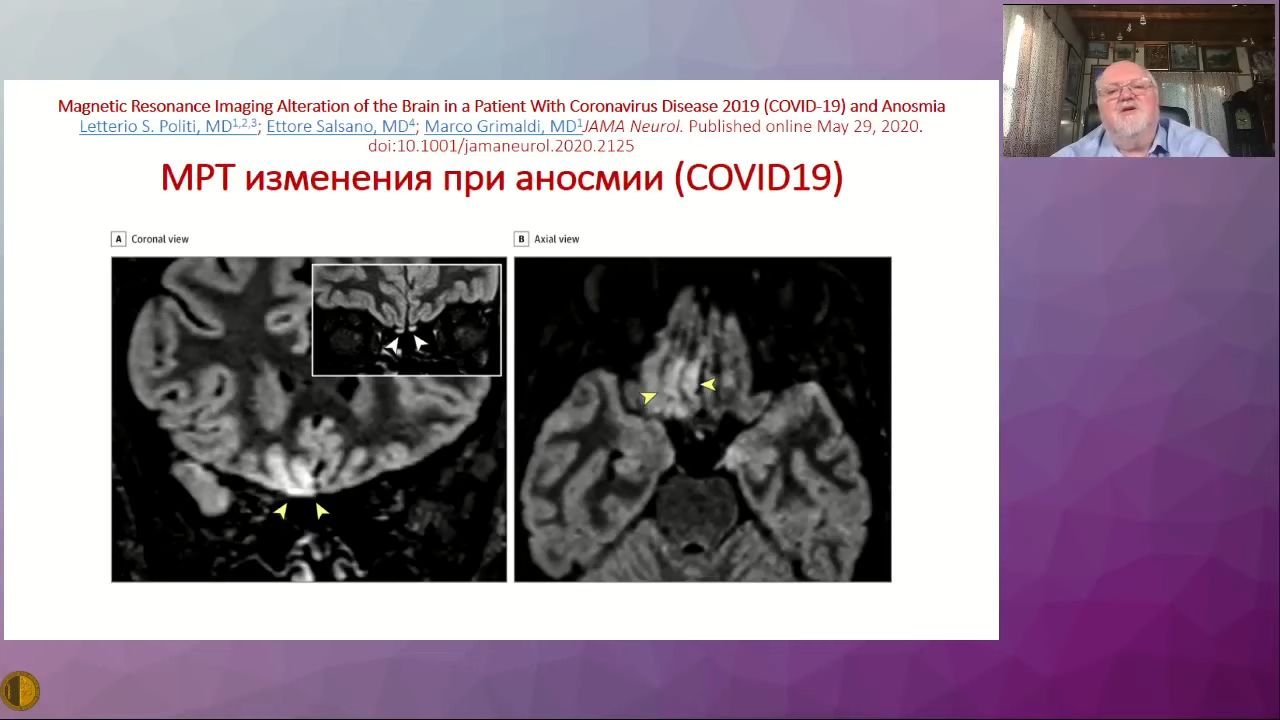 Magnetic Resonance Imaging Alteration of the Brain in a Patient With Coronavirus Disease 2019 (COVID-19) and Anosmia
Letterio S. Politi, MD1,2,3; Ettore Salsano, MD4; Marco Grimaldi, MD1JAMA Neurol. Published online May 29, 2020.
doi:10.1001/jamaneurol.2020.2125
МРТ изменения при аносмии (COVID19)
A Coronal view
B Axial view